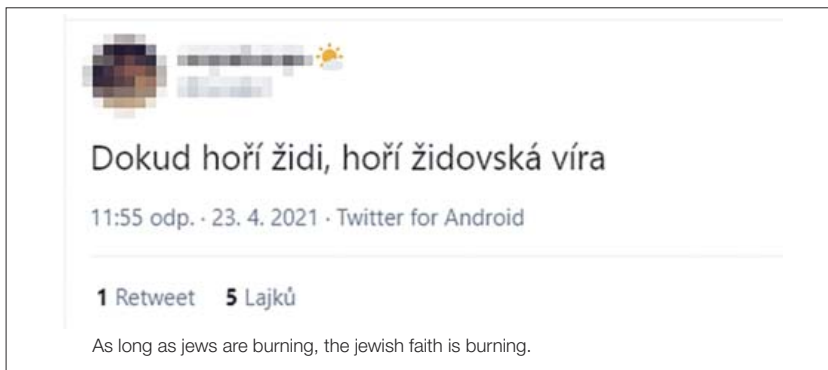 Dokud hoří židi, hoří židovská víra
11:55 odp. · 23. 4. 2021 · Twitter for Android
1 Retweet 5 Lajků
As long as jews are burning, the jewish faith is burning.